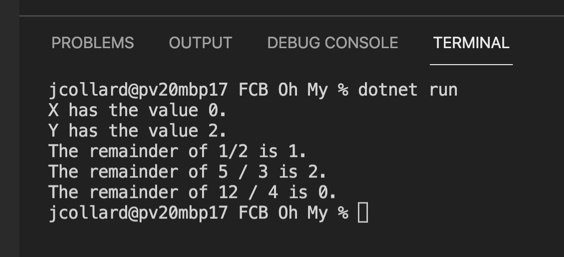 PROBLEMS OUTPUT DEBUG CONSOLE TERMINAL
jcollard@pv20mbp17 FCB Oh My % dotnet run
X has the value 0.
Y has the value 2.
The remainder of 1/2 is 1.
The remainder of 5 / 3 is 2.
The remainder of 12 / 4 is 0.
jcollard@pv20mbp17 FCB Oh My %